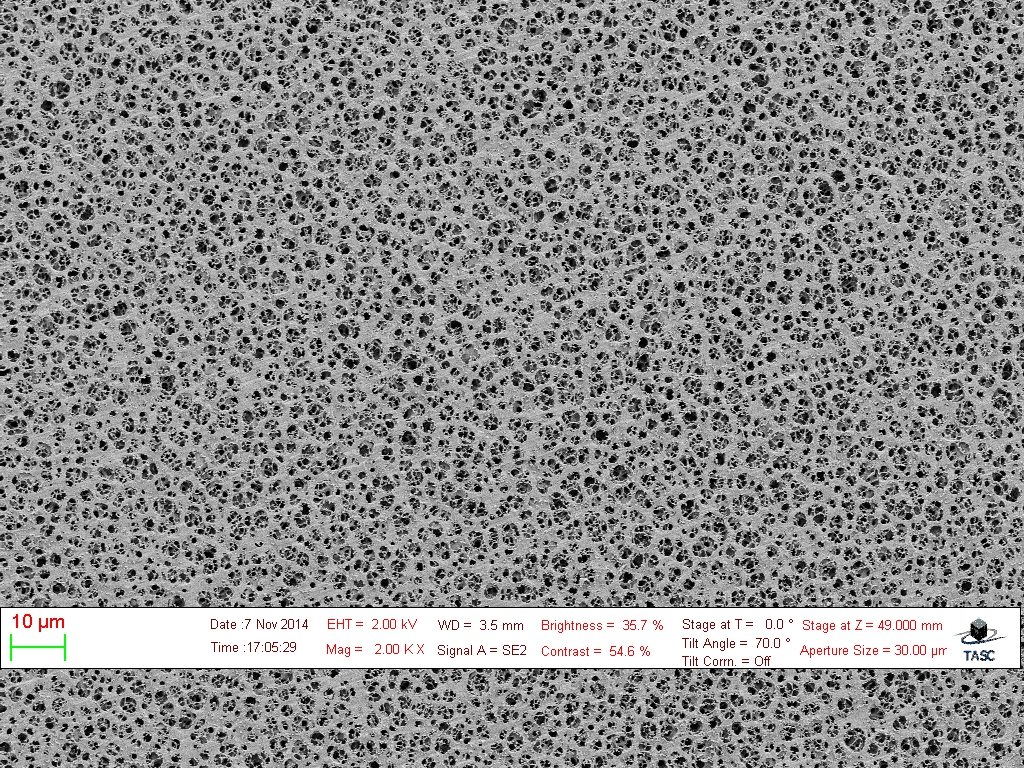 10 µm
Date :7 Nov 2014
Time :17:05:29
EHT = 2.00 kV
Mag = 2.00 K X
WD = 3.5 mm
Signal A = SE2
Brightness = 35.7 %
Contrast = 54.6 %
Stage at T = 0.0 °
Tilt Angle = 70.0 °
Tilt Corrn. = Off
Stage at Z = 49.000 mm
Aperture Size = 30.00 µm
TASC